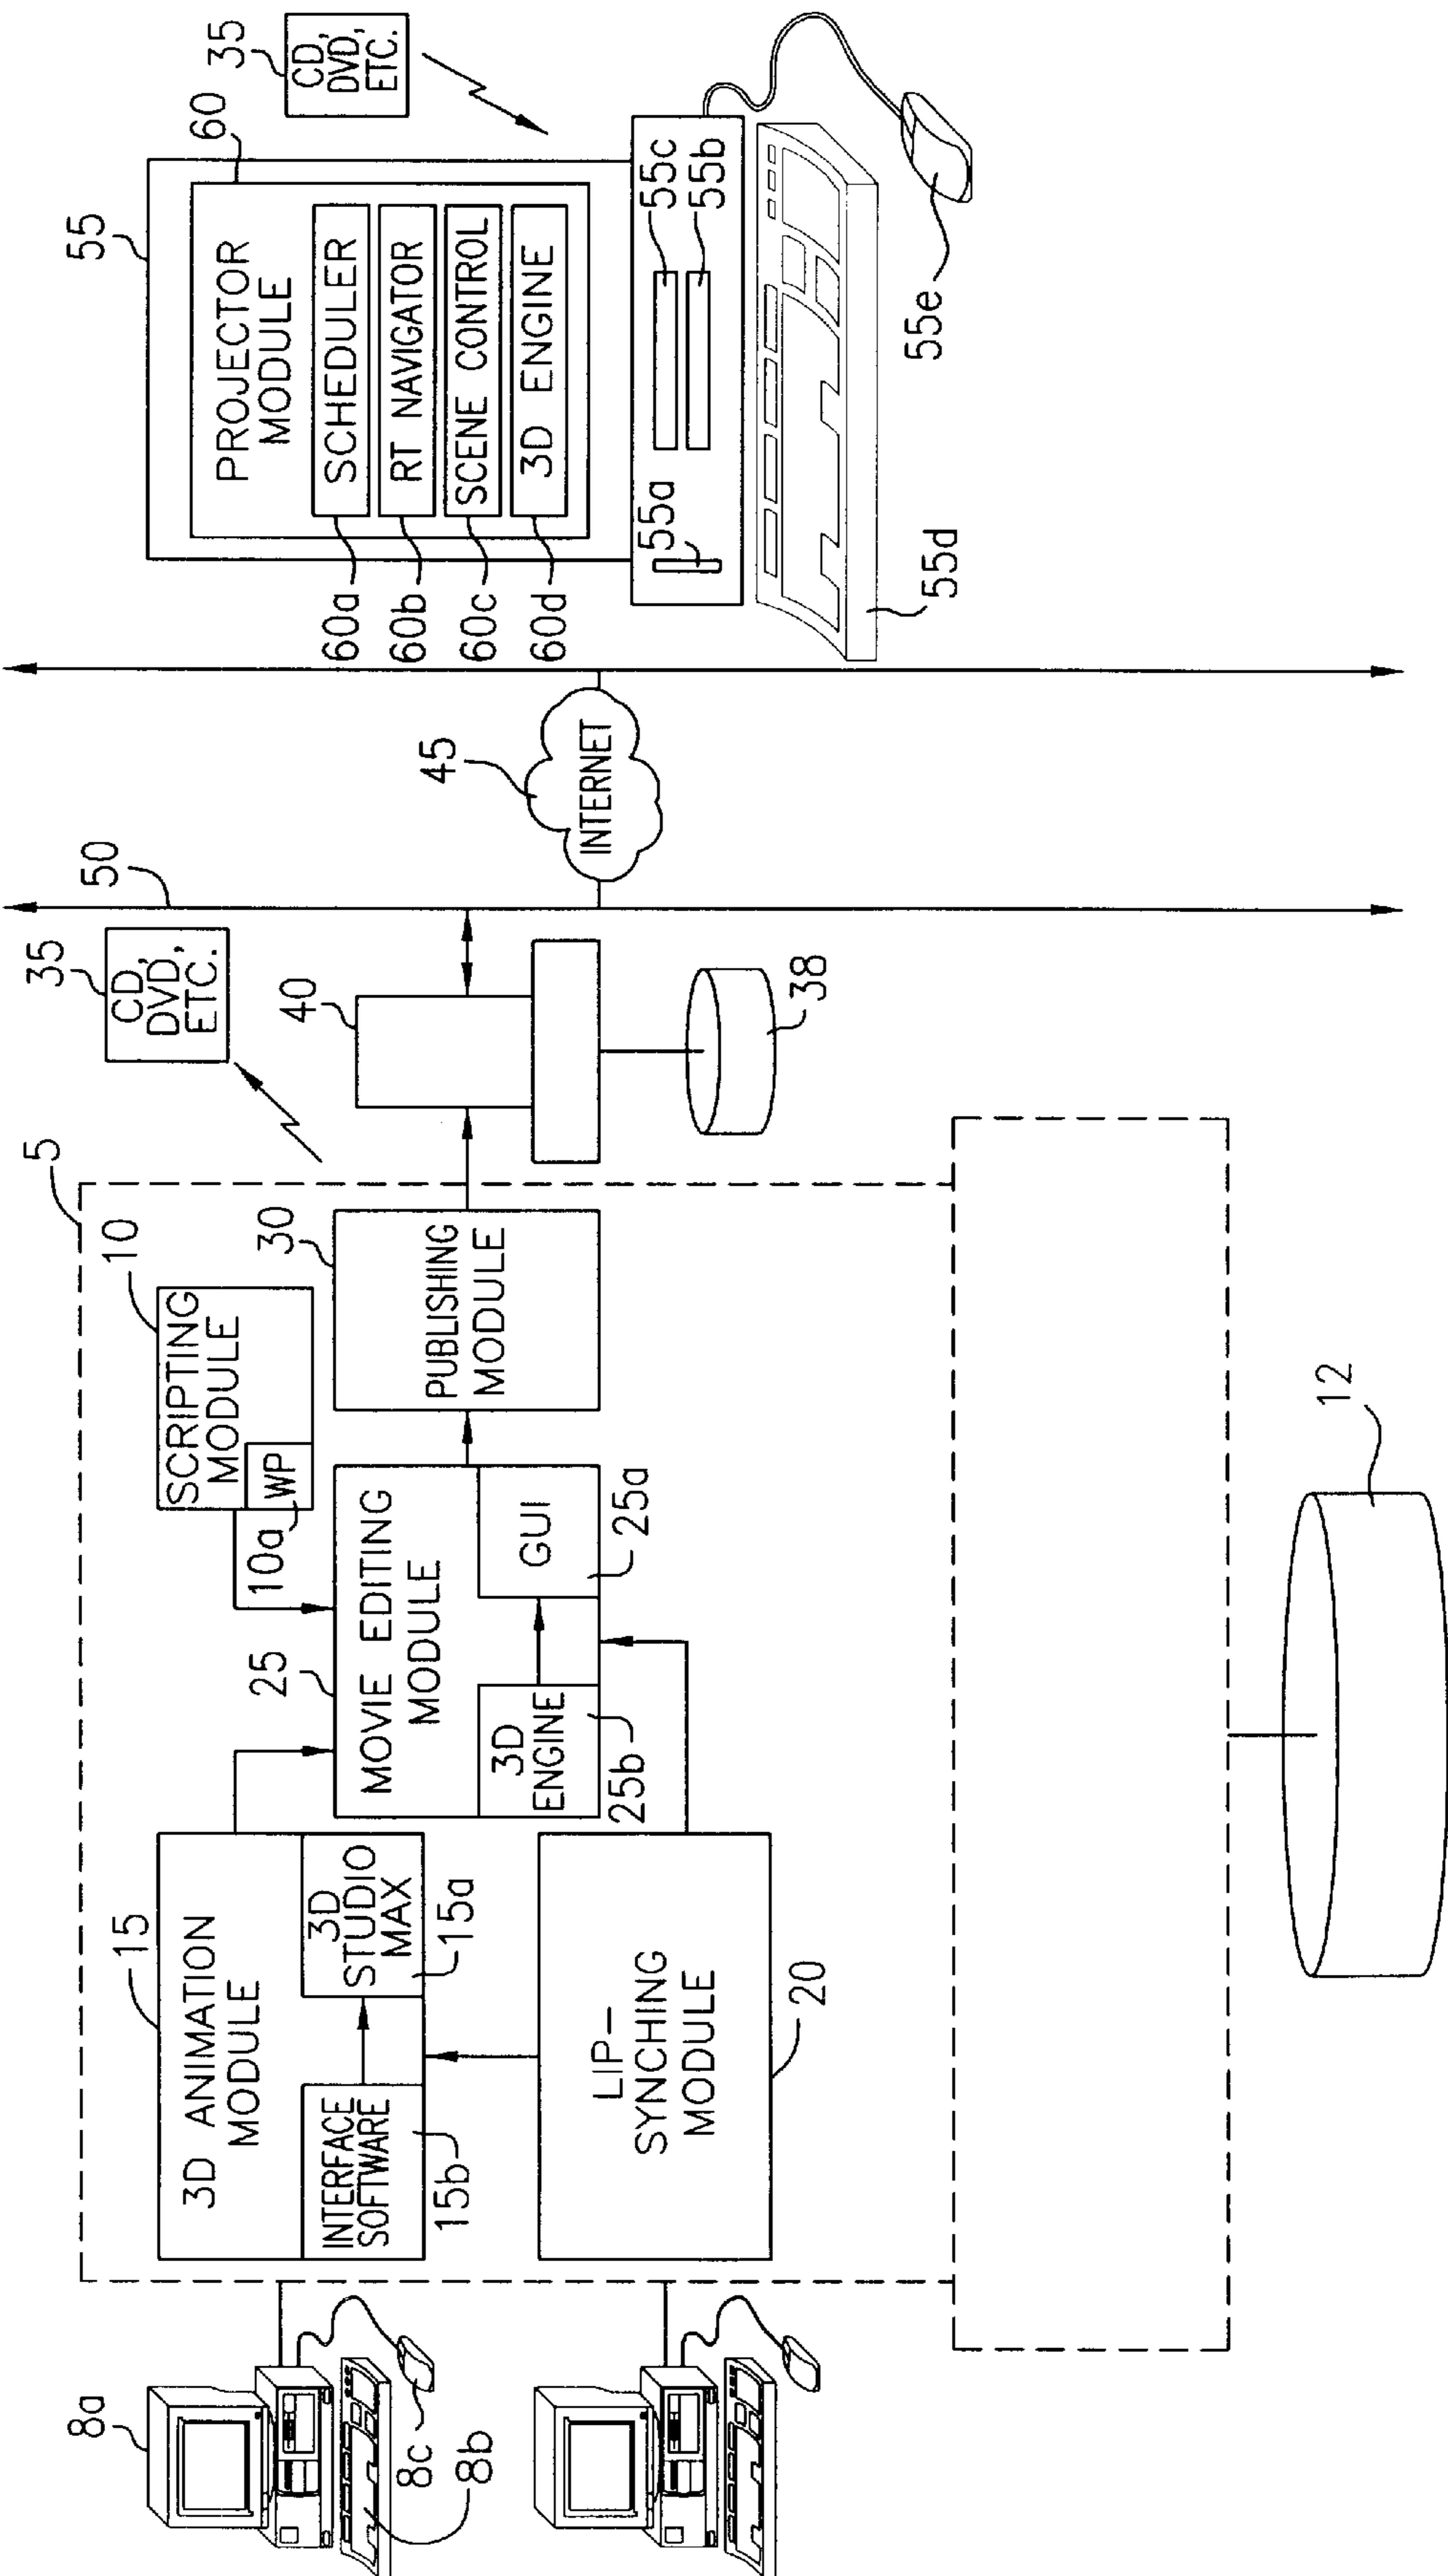 8a
8c
8b
5
15
3D ANIMATION
MODULE
INTERFACE
SOFTWARE
15b
3D
STUDIO
MAX
15a
LIP-
SYNCHING
MODULE
20
10
SCRIPTING
MODULE
WP
10a
25
MOVIE EDITING
MODULE
3D
ENGINE
25b
GUI
25a
30
PUBLISHING
MODULE
12
35
CD,
DVD,
ETC.
40
38
50
45
INTERNET
55
60
PROJECTOR
MODULE
SCHEDULER
RT NAVIGATOR
SCENE CONTROL
3D ENGINE
60a
60b
60c
60d
35
CD,
DVD,
ETC.
55a
55c
55b
55d
55e